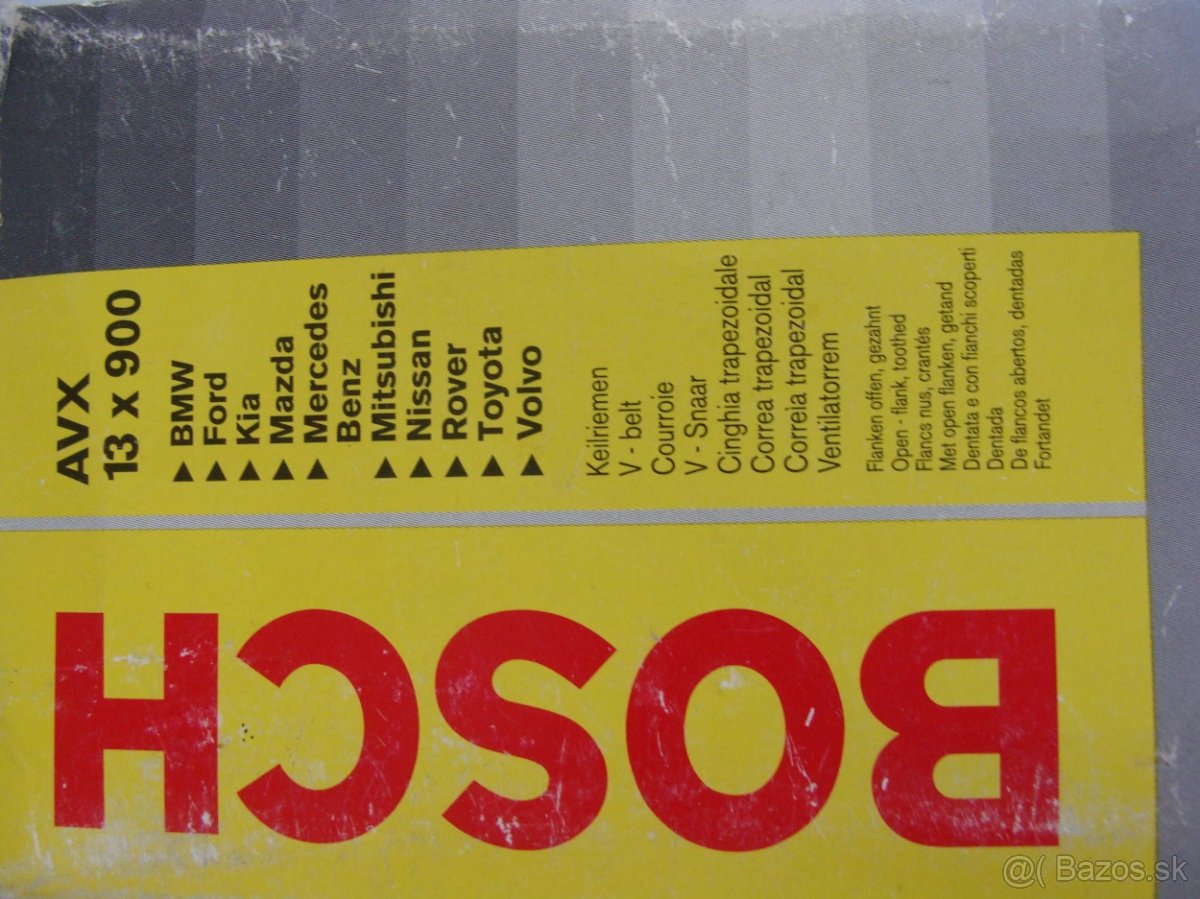 AVX
13 x 900
▶ BMW
▶ Ford
▶ Kia
▶ Mazda
▶ Mercedes
Benz
▶ Mitsubishi
▶ Nissan
▶ Rover
▶ Toyota
▶ Volvo
Keilriemen
V - belt
Courroie
V - Snaar
Cinghia trapezoidale
Correa trapezoidal
Correia trapezoidal
Ventilatorrem
Flanken offen, gezahnt
Open - flank, toothed
Flancs nus, crantés
Met open flanken, getand
Dentata e con fianchi scoperti
Dentada
De flancos abertos, dentadas
Fortandet
BOSCH
@( Bazos.sk